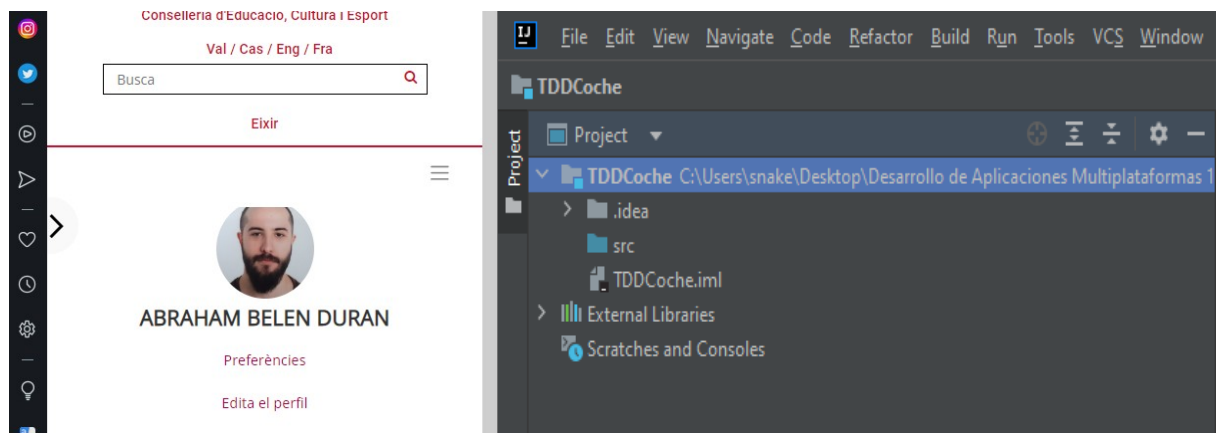 Conselleria d'Educació, Cultura i Esport
Val / Cas / Eng / Fra
Busca
Eixir
ABRAHAM BELEN DURAN
Preferències
Edita el perfil
IJ File Edit View Navigate Code Refactor Build Run Tools VCS Window
TDDCoche
Project
Project
TDDCoche C:\Users\snake\Desktop\Desarrollo de Aplicaciones Multiplataformas 1
.idea
src
TDDCoche.iml
External Libraries
Scratches and Consoles